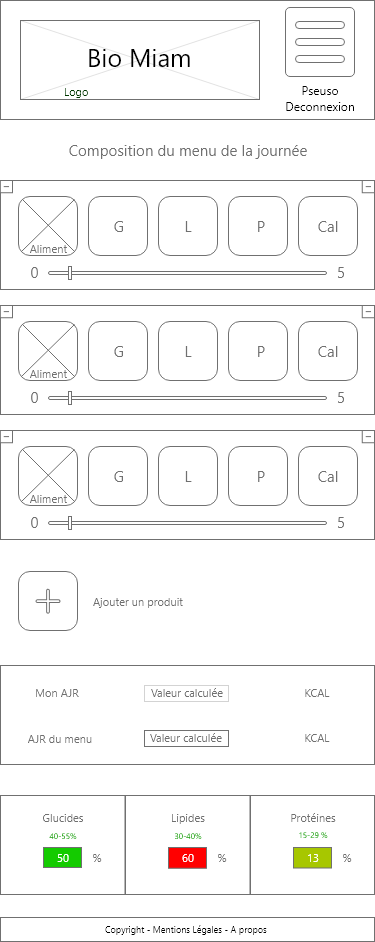 Bio Miam
Logo
Pseuso
Deconnexion
Composition du menu de la journée
Aliment G L P Cal
0 5
Aliment G L P Cal
0 5
Aliment G L P Cal
0 5
Ajouter un produit
Mon AJR Valeur calculée KCAL
AJR du menu Valeur calculée KCAL
Glucides Lipides Protéines
40-55% 30-40% 15-29 %
50 % 60 % 13 %
Copyright - Mentions Légales - A propos